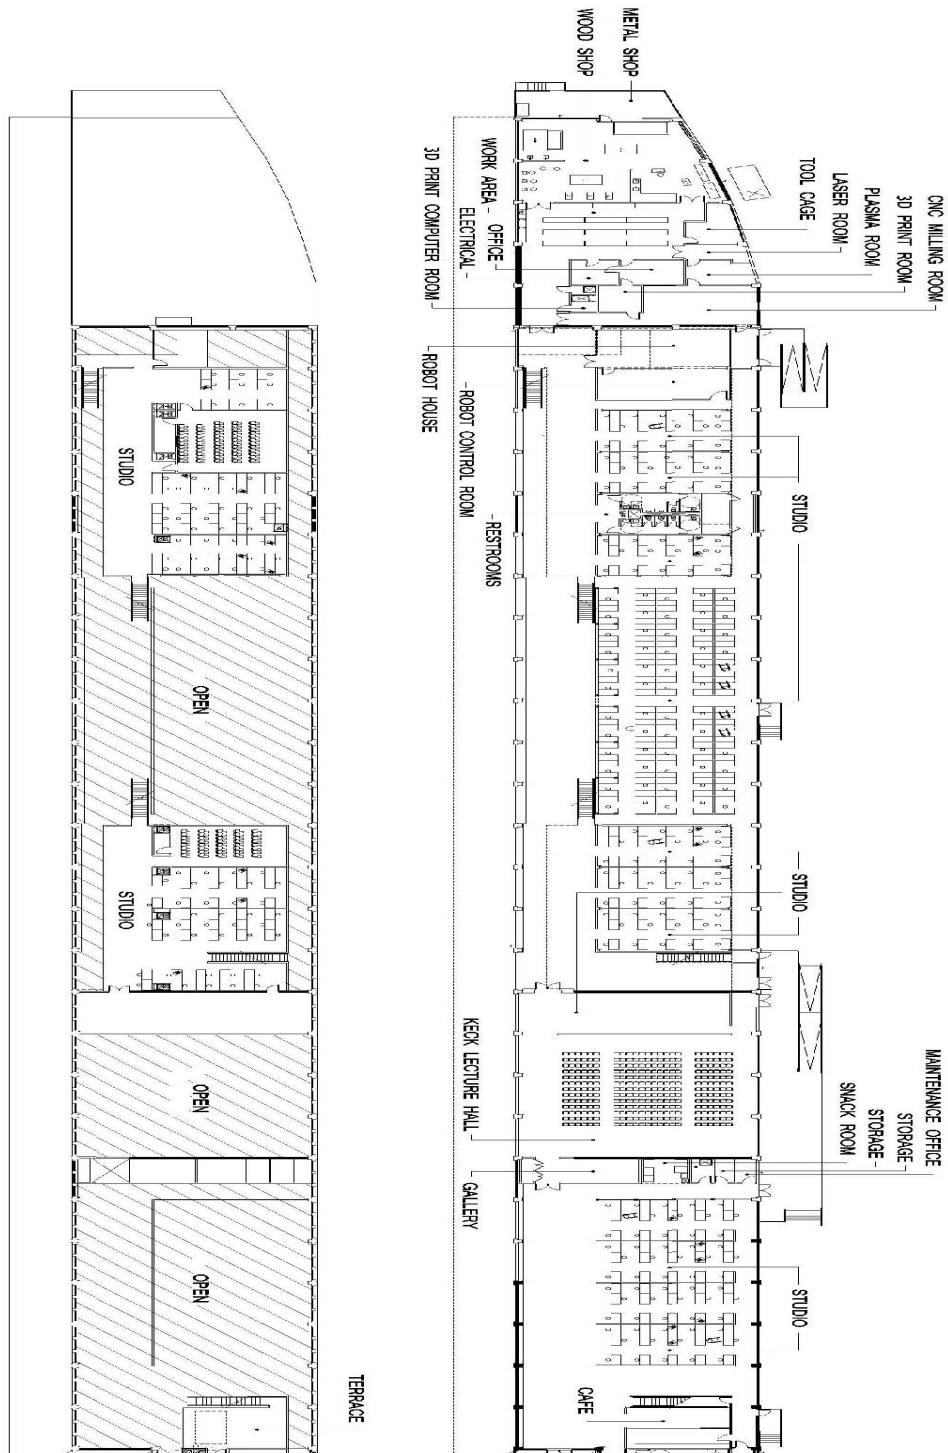 METAL SHOP
WOOD SHOP
CNC MILLING ROOM
3D PRINT ROOM
PLASMA ROOM
LASER ROOM
TOOL CAGE
WORK AREA - OFFICE
ELECTRICAL -
3D PRINT COMPUTER ROOM
ROBOT HOUSE
- ROBOT CONTROL ROOM
- RESTROOMS
STUDIO
STUDIO
KECK LECTURE HALL
GALLERY
MAINTENANCE OFFICE
STORAGE
STORAGE -
SNACK ROOM
STUDIO
CAFE
STUDIO
OPEN
STUDIO
OPEN
OPEN
TERRACE